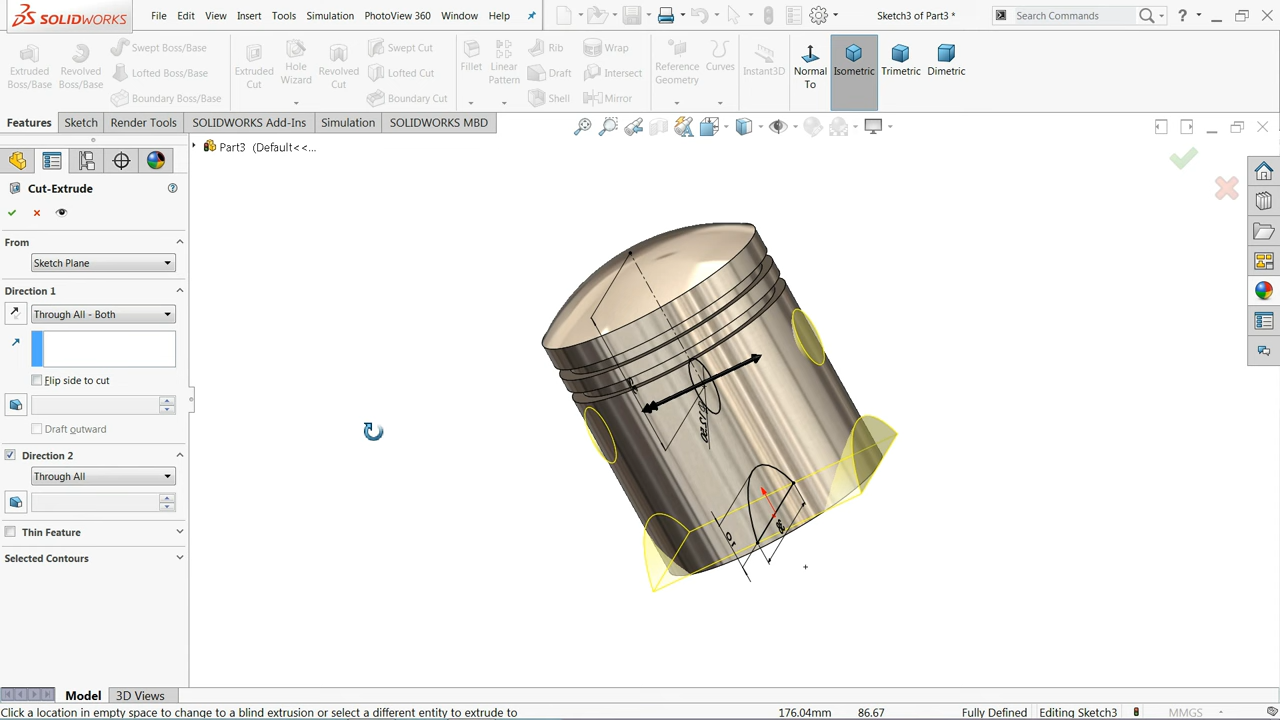 SOLIDWORKS
File Edit View Insert Tools Simulation PhotoView 360 Window Help
Sketch3 of Part3 *
Search Commands
Extruded Boss/Base
Revolved Boss/Base
Swept Boss/Base
Lofted Boss/Base
Boundary Boss/Base
Extruded Cut
Hole Wizard
Revolved Cut
Swept Cut
Lofted Cut
Boundary Cut
Fillet
Linear Pattern
Rib
Draft
Shell
Wrap
Intersect
Mirror
Reference Geometry
Curves
Instant3D
Normal To
Isometric
Trimetric
Dimetric
Features Sketch Render Tools SOLIDWORKS Add-Ins Simulation SOLIDWORKS MBD
Part3 (Default<<...
Cut-Extrude
From
Sketch Plane
Direction 1
Through All - Both
Flip side to cut
Draft outward
Direction 2
Through All
Thin Feature
Selected Contours
Model 3D Views
Click a location in empty space to change to a blind extrusion or select a different entity to extrude to
176.04mm 86.67 Fully Defined Editing Sketch3 MMGS